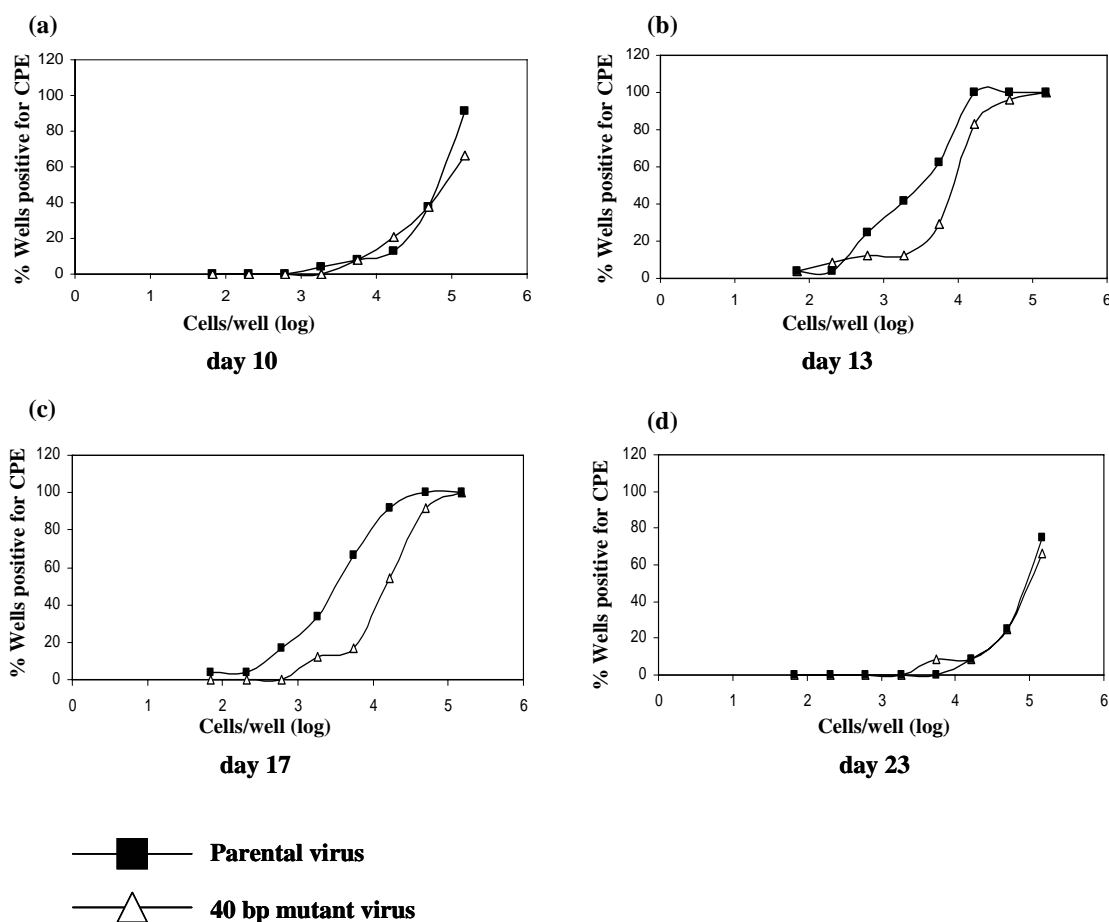 (a)
% Wells positive for CPE
120
100
80
60
40
20
0
0 1 2 3 4 5 6
Cells/well (log)
day 10
(b)
% Wells positive for CPE
120
100
80
60
40
20
0
0 1 2 3 4 5 6
Cells/well (log)
day 13
(c)
% Wells positive for CPE
120
100
80
60
40
20
0
0 1 2 3 4 5 6
Cells/well (log)
day 17
(d)
% Wells positive for CPE
120
100
80
60
40
20
0
0 1 2 3 4 5 6
Cells/well (log)
day 23
Parental virus
40 bp mutant virus